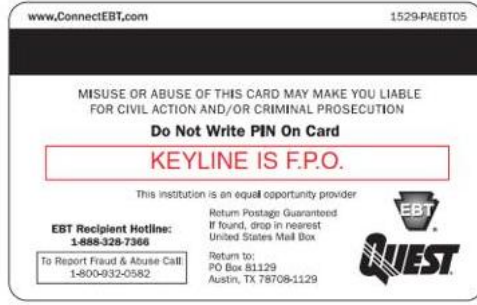 www.ConnectEBT.com 1529-PAEBT05
MISUSE OR ABUSE OF THIS CARD MAY MAKE YOU LIABLE
FOR CIVIL ACTION AND/OR CRIMINAL PROSECUTION
Do Not Write PIN On Card
KEYLINE IS F.P.O.
This institution is an equal opportunity provider
EBT Recipient Hotline:
1-888-328-7366
To Report Fraud & Abuse Call:
1-800-932-0582
Return Postage Guaranteed
If found, drop in nearest
United States Mail Box
Return to:
PO Box 81129
Austin, TX 78708-1129
EBT
®
QUEST
®